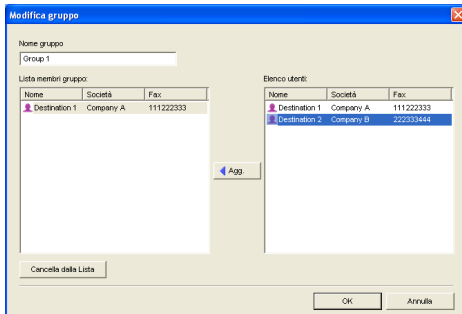 Modifica gruppo
Nome gruppo
Group 1
Lista membri gruppo:
Nome Società Fax
Destination 1 Company A 111222333
Elenco utenti:
Nome Società Fax
Destination 1 Company A 111222333
Destination 2 Company B 222333444
Agg.
Cancella dalla Lista
OK Annulla